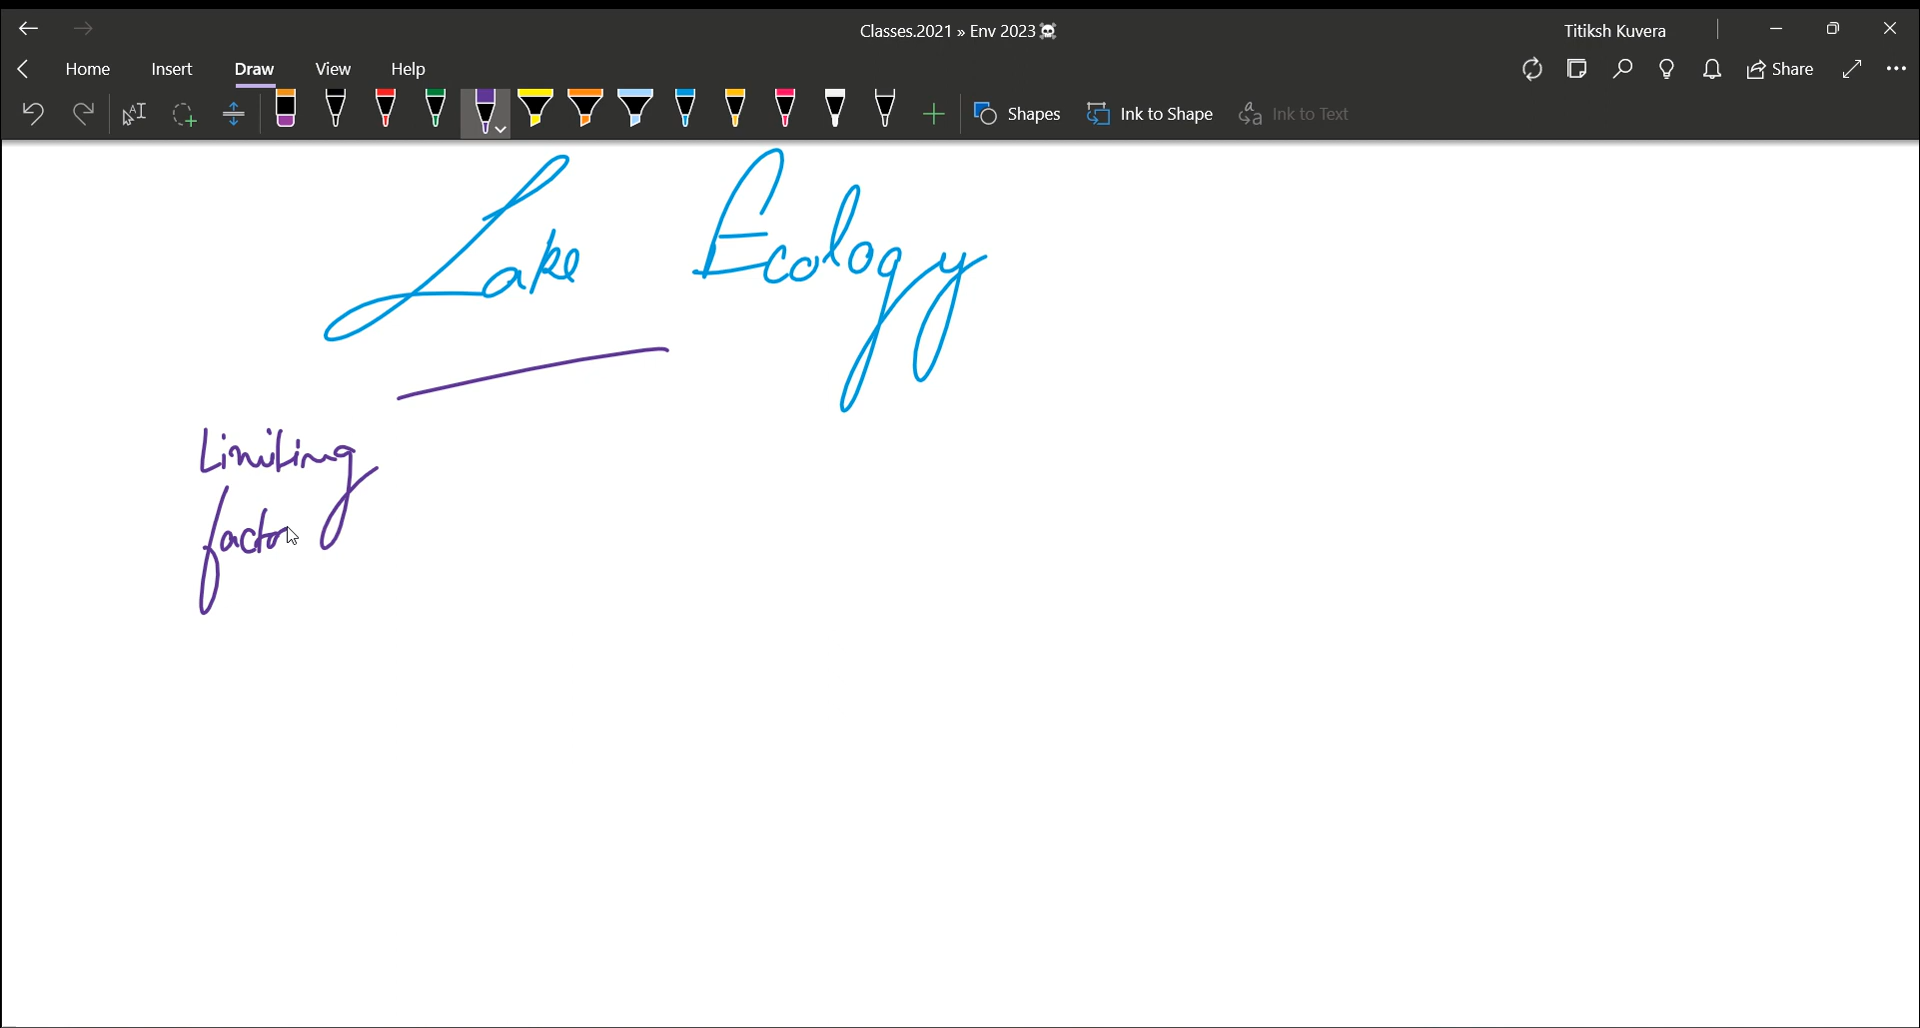 Classes.2021 » Env 2023☠
Titiksh Kuvera
Home Insert Draw View Help
Share
Shapes Ink to Shape Ink to Text
Lake Ecology
Limiting
factor